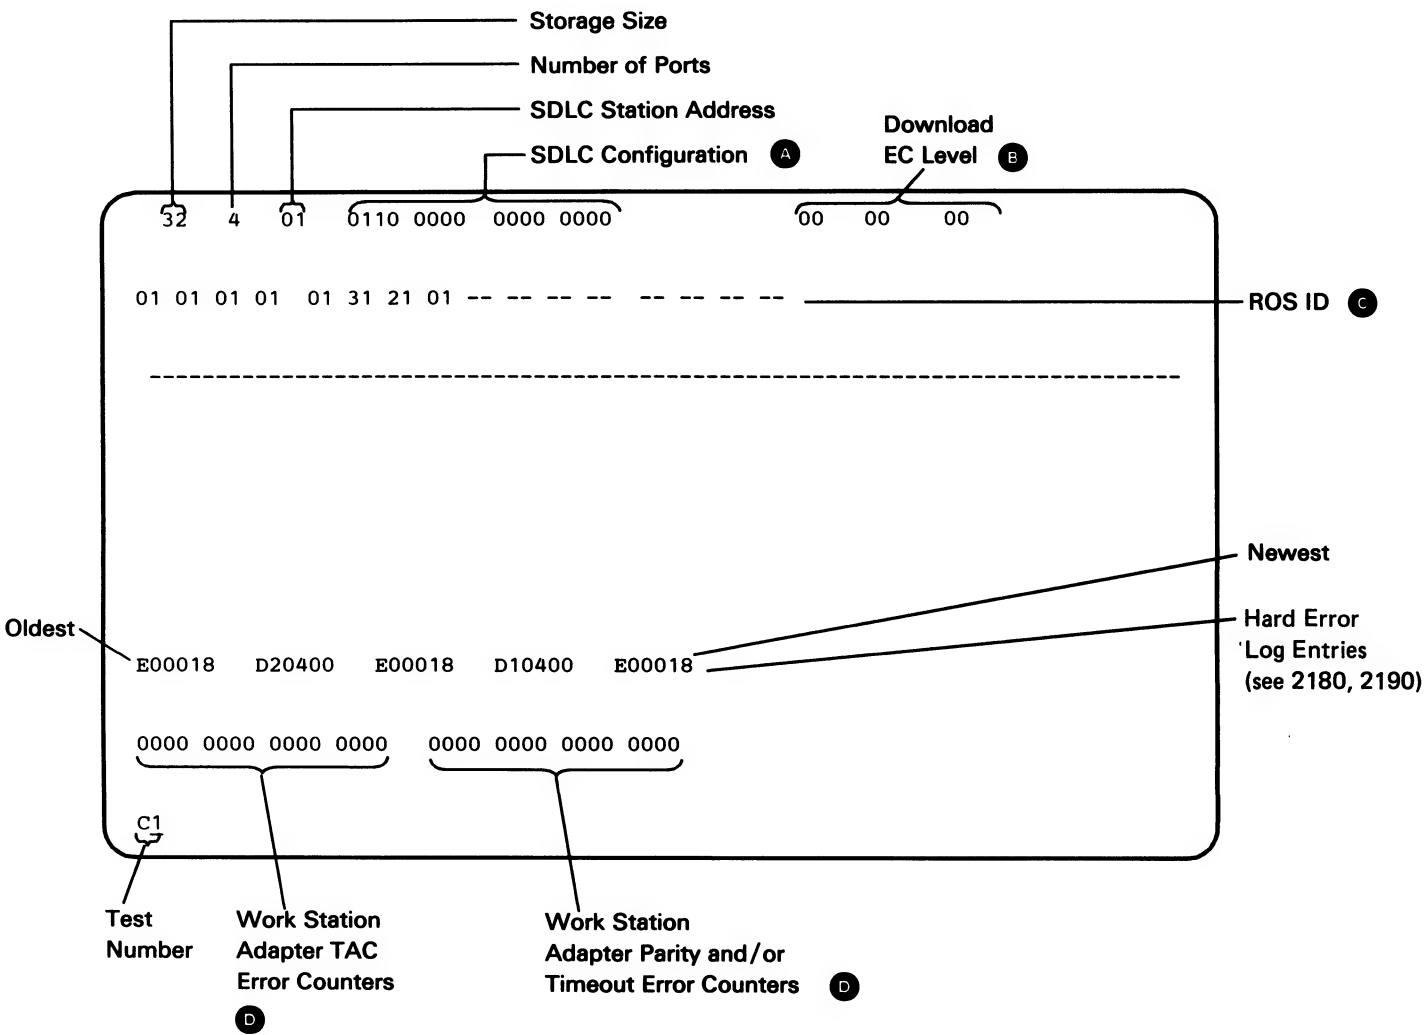 Storage Size
Number of Ports
SDLC Station Address
SDLC Configuration A
Download
EC Level B
32 4 01 0110 0000 0000 0000 00 00 00
01 01 01 01 01 31 21 01 -- -- -- -- -- -- -- --
ROS ID C
Newest
Hard Error
Log Entries
(see 2180, 2190)
Oldest
E00018 D20400 E00018 D10400 E00018
0000 0000 0000 0000 0000 0000 0000 0000
C1
Test
Number
Work Station
Adapter TAC
Error Counters
D
Work Station
Adapter Parity and/or
Timeout Error Counters D